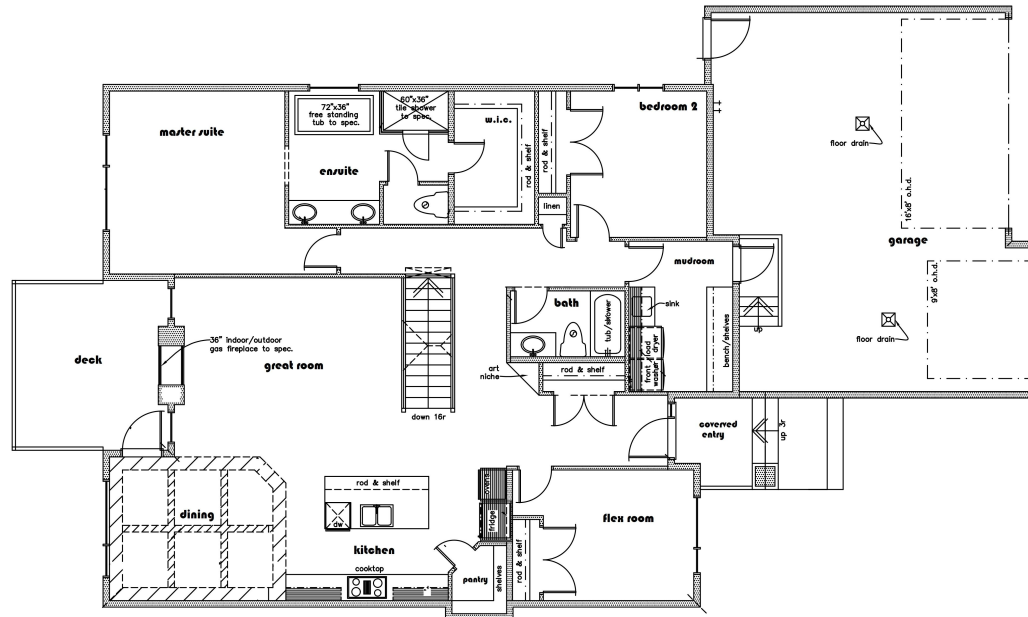 master suite
72"x36"
free standing
tub to spec.
60"x36"
tile shower
to spec.
w.i.c.
rod & shelf
rod & shelf
bedroom 2
ensuite
linen
floor drain
16'x8' o.h.d.
garage
9'x8' o.h.d.
floor drain
mudroom
sink
bath
tub/shower
front load
washer dryer
bench/shelves
up
deck
36" indoor/outdoor
gas fireplace to spec.
great room
down 16r
art
niche
rod & shelf
coverved
entry
up 3r
rod & shelf
dw
ovens
fridge
dining
kitchen
cooktop
pantry
shelves
rod & shelf
flex room